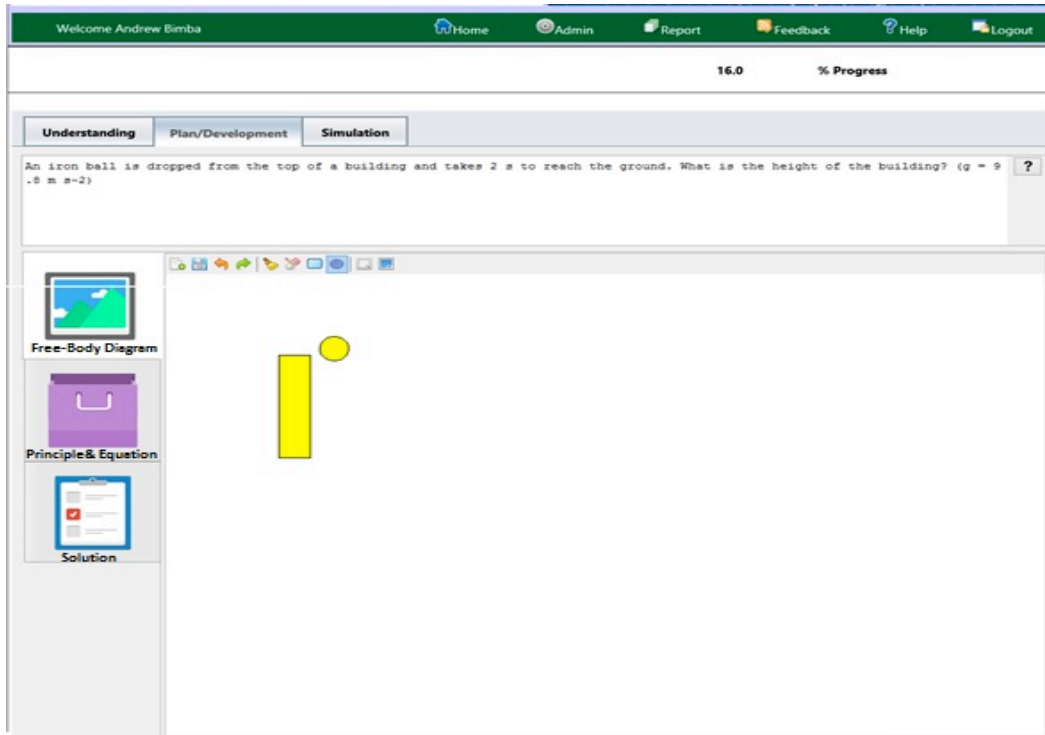 Welcome Andrew Bimba Home Admin Report Feedback Help Logout
16.0 % Progress
Understanding Plan/Development Simulation
An iron ball is dropped from the top of a building and takes 2 s to reach the ground. What is the height of the building? (g = 9
.8 m s-2)
?
Free-Body Diagram
Principle& Equation
Solution